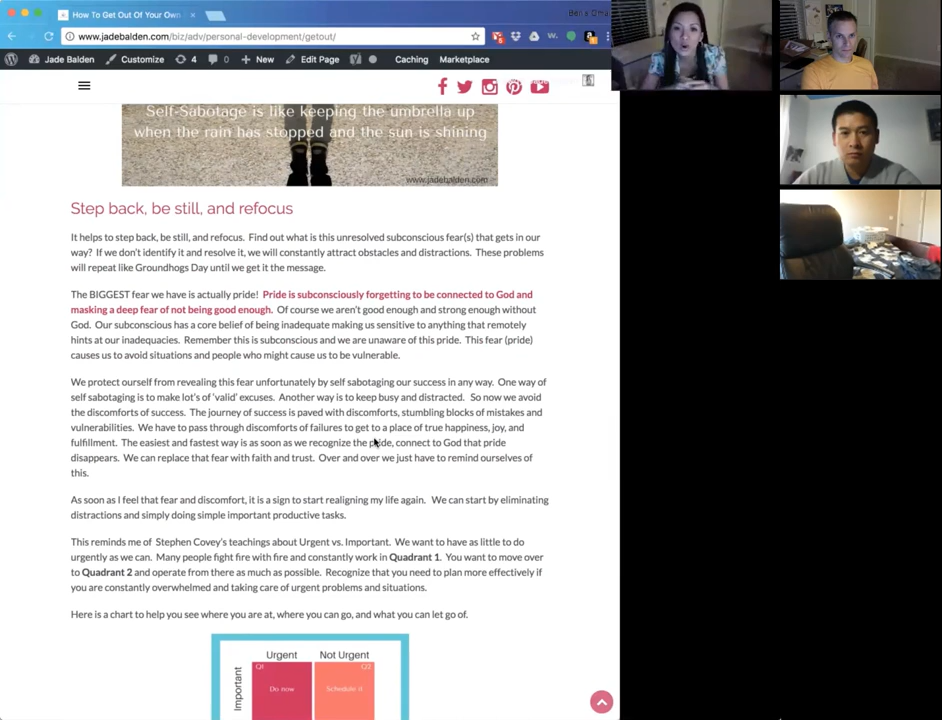 How To Get Out Of Your Own
www.jadebalden.com/biz/adv/personal-development/getout/
Jade Balden Customize 4 0 New Edit Page Caching Marketplace
Self-Sabotage is like keeping the umbrella up
when the rain has stopped and the sun is shining
www.jadebalden.com
Step back, be still, and refocus
It helps to step back, be still, and refocus. Find out what is this unresolved subconscious fear(s) that gets in our
way? If we don't identify it and resolve it, we will constantly attract obstacles and distractions. These problems
will repeat like Groundhogs Day until we get it the message.
The BIGGEST fear we have is actually pride! Pride is subconsciously forgetting to be connected to God and
masking a deep fear of not being good enough. Of course we aren't good enough and strong enough without
God. Our subconscious has a core belief of being inadequate making us sensitive to anything that remotely
hints at our inadequacies. Remember this is subconscious and we are unaware of this pride. This fear (pride)
causes us to avoid situations and people who might cause us to be vulnerable.
We protect ourself from revealing this fear unfortunately by self sabotaging our success in any way. One way of
self sabotaging is to make lot's of 'valid' excuses. Another way is to keep busy and distracted. So now we avoid
the discomforts of success. The journey of success is paved with discomforts, stumbling blocks of mistakes and
vulnerabilities. We have to pass through discomforts of failures to get to a place of true happiness, joy, and
fulfillment. The easiest and fastest way is as soon as we recognize the pride, connect to God that pride
disappears. We can replace that fear with faith and trust. Over and over we just have to remind ourselves of
this.
As soon as I feel that fear and discomfort, it is a sign to start realigning my life again. We can start by eliminating
distractions and simply doing simple important productive tasks.
This reminds me of Stephen Covey's teachings about Urgent vs. Important. We want to have as little to do
urgently as we can. Many people fight fire with fire and constantly work in Quadrant 1. You want to move over
to Quadrant 2 and operate from there as much as possible. Recognize that you need to plan more effectively if
you are constantly overwhelmed and taking care of urgent problems and situations.
Here is a chart to help you see where you are at, where you can go, and what you can let go of.
Urgent Not Urgent
Q1 Q2
Important
Do now Schedule it